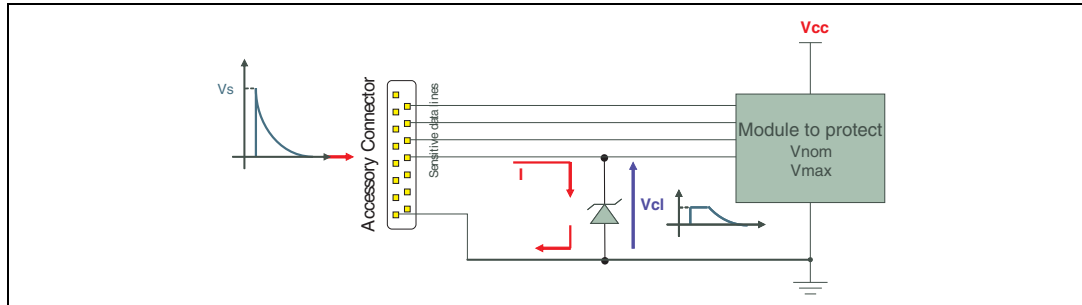 Vcc
Vs
Accessory Connector
Sensitive data lines
Module to protect
Vnom
Vmax
I
Vcl